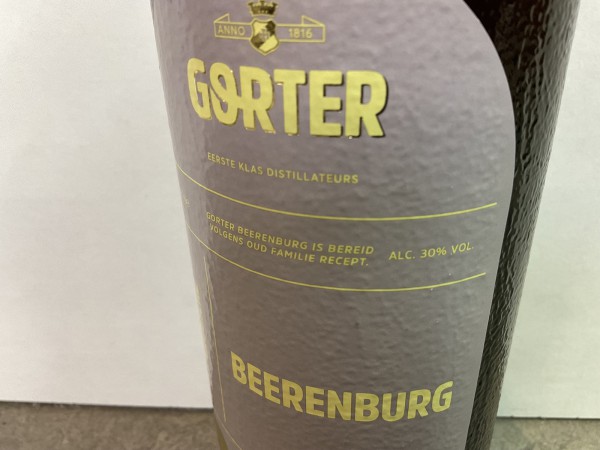 ANNO 1816
GORTER
EERSTE KLAS DISTILLATEURS
GORTER BEERENBURG IS BEREID
VOLGENS OUD FAMILIE RECEPT.
ALC. 30% VOL.
BEERENBURG